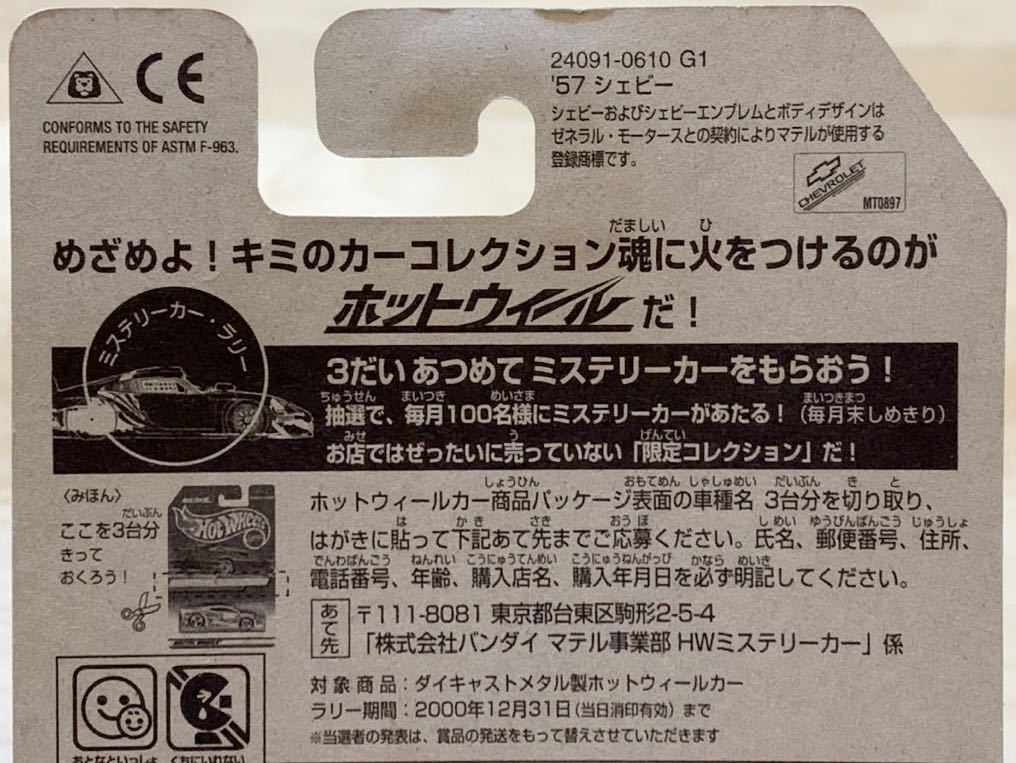 CE
CONFORMS TO THE SAFETY
REQUIREMENTS OF ASTM F-963.
24091-0610 G1
'57 シェビー
シェビーおよびシェビーエンブレムとボディデザインは
ゼネラル・モータースとの契約によりマテルが使用する
登録商標です。
CHEVROLET
MT0897
だましい ひ
めざめよ！キミのカーコレクション魂に火をつけるのが
ホットウィールだ！
ミステリーカー・ラリー
3だい あつめて ミステリーカーをもらおう！
ちゅうせん まいつき めいさま まいつきまつ
抽選で、毎月100名様にミステリーカーがあたる！（毎月末しめきり）
みせ う げんてい
お店ではぜったいに売っていない「限定コレクション」だ！
〈みほん〉
だいぶん
ここを3台分
きって
おくろう！
HOT WHEELS
しょうひん おもてめん しゃしゅめい だいぶん き と
ホットウィールカー商品パッケージ表面の車種名 3台分を切り取り、
は かき さき おうぼ しめい ゆうびんばんごう じゅうしょ
はがきに貼って下記あて先までご応募ください。氏名、郵便番号、住所、
でんわばんごう ねんれい こうにゅうてんめい こうにゅうねんがっぴ かなら めいき
電話番号、年齢、購入店名、購入年月日を必ず明記してください。
あて先
〒111-8081 東京都台東区駒形2-5-4
「株式会社バンダイ マテル事業部 HWミステリーカー」係
対象商品：ダイキャストメタル製ホットウィールカー
ラリー期間：2000年12月31日（当日消印有効）まで
※当選者の発表は、賞品の発送をもって替えさせていただきます
おとなといっしょ くちにいれない